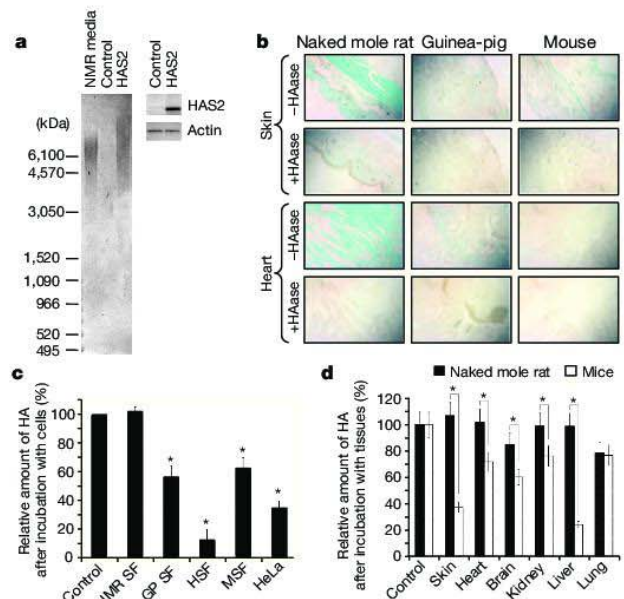 a
NMR media
Control
HAS2
(kDa)
6,100
4,570
3,050
1,520
1,090
966
520
495
Control
HAS2
HAS2
Actin
b
Naked mole rat Guinea-pig Mouse
Skin
–HAase
+HAase
Heart
–HAase
+HAase
c
Relative amount of HA
after incubation with cells (%)
100
80
60
40
20
0
* * * *
Control
NMR SF
GP SF
HSF
MSF
HeLa
d
Naked mole rat Mice
Relative amount of HA
after incubation with tissues (%)
120
100
80
60
40
20
0
* * * * *
Control
Skin
Heart
Brain
Kidney
Liver
Lung